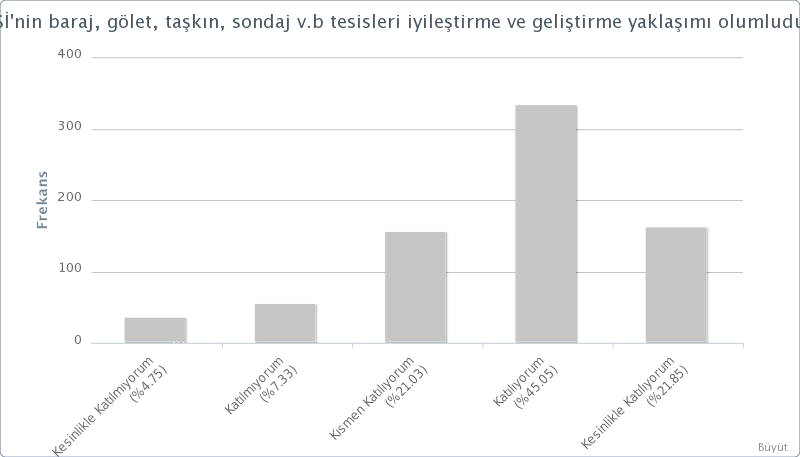 Sİ'nin baraj, gölet, taşkın, sondaj v.b tesisleri iyileştirme ve geliştirme yaklaşımı olumludu
400
300
200
100
0
Frekans
Kesinlikle Katılmıyorum
(%4.75)
Katılmıyorum
(%7.33)
Kısmen Katılıyorum
(%21.03)
Katılıyorum
(%45.05)
Kesinlikle Katılıyorum
(%21.85)
Büyüt